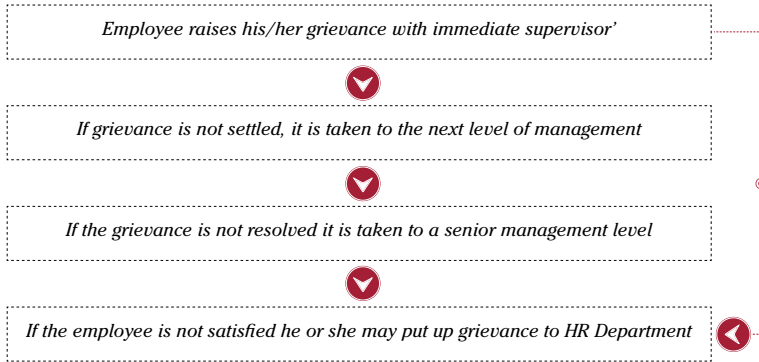 Employee raises his/her grievance with immediate supervisor’
If grievance is not settled, it is taken to the next level of management
If the grievance is not resolved it is taken to a senior management level
If the employee is not satisfied he or she may put up grievance to HR Department